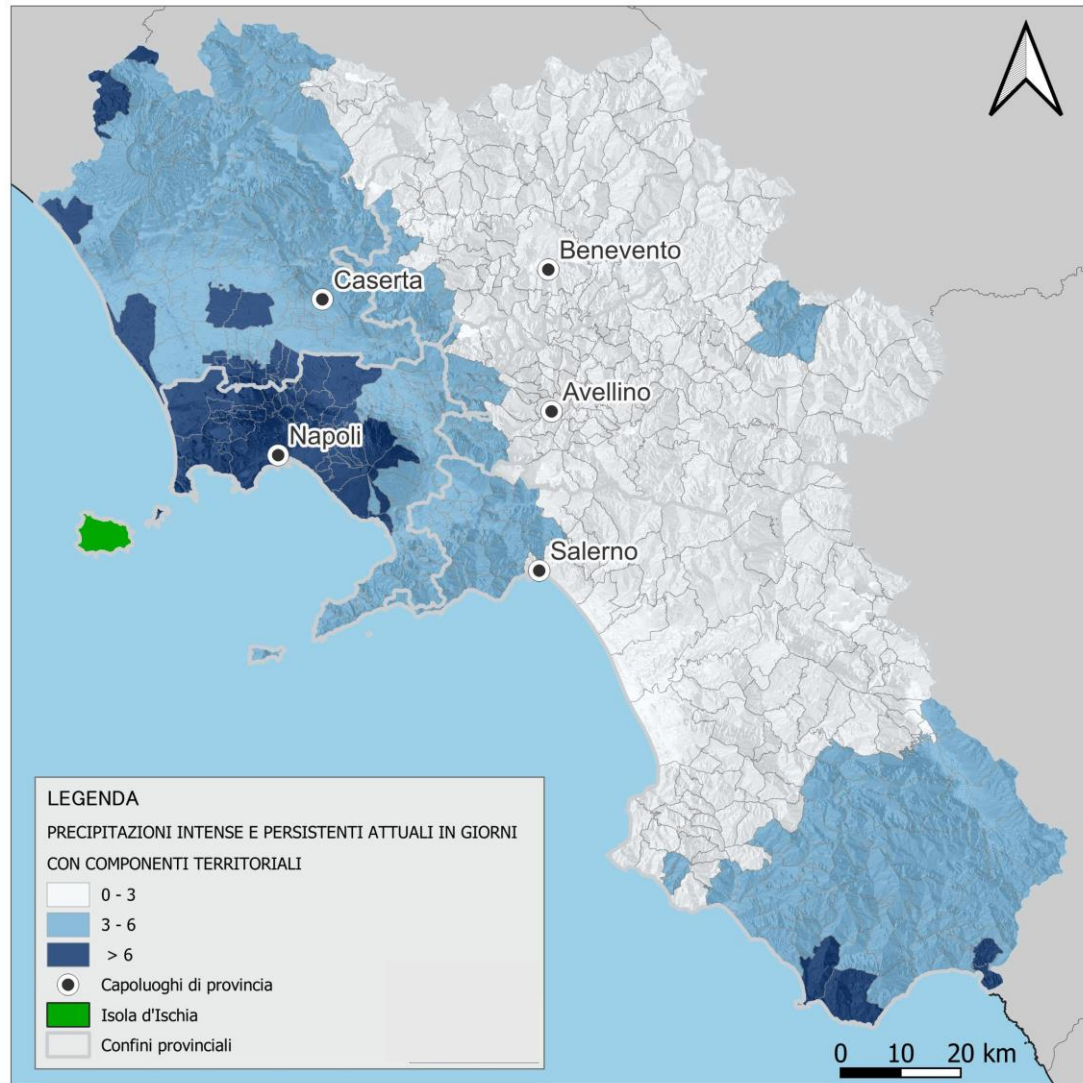 Benevento
Caserta
Avellino
Napoli
Salerno
LEGENDA
PRECIPITAZIONI INTENSE E PERSISTENTI ATTUALI IN GIORNI
CON COMPONENTI TERRITORIALI
0 - 3
3 - 6
> 6
Capoluoghi di provincia
Isola d'Ischia
Confini provinciali
0 10 20 km